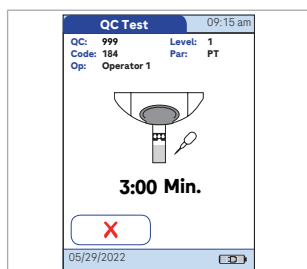 QC Test 09:15 am
QC: 999 Level: 1
Code: 184 Par: PT
Op: Operator 1
3:00 Min.
X
05/29/2022